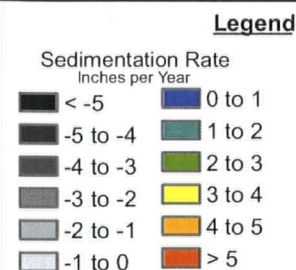 Legend
Sedimentation Rate
Inches per Year
< -5
-5 to -4
-4 to -3
-3 to -2
-2 to -1
-1 to 0
0 to 1
1 to 2
2 to 3
3 to 4
4 to 5
> 5